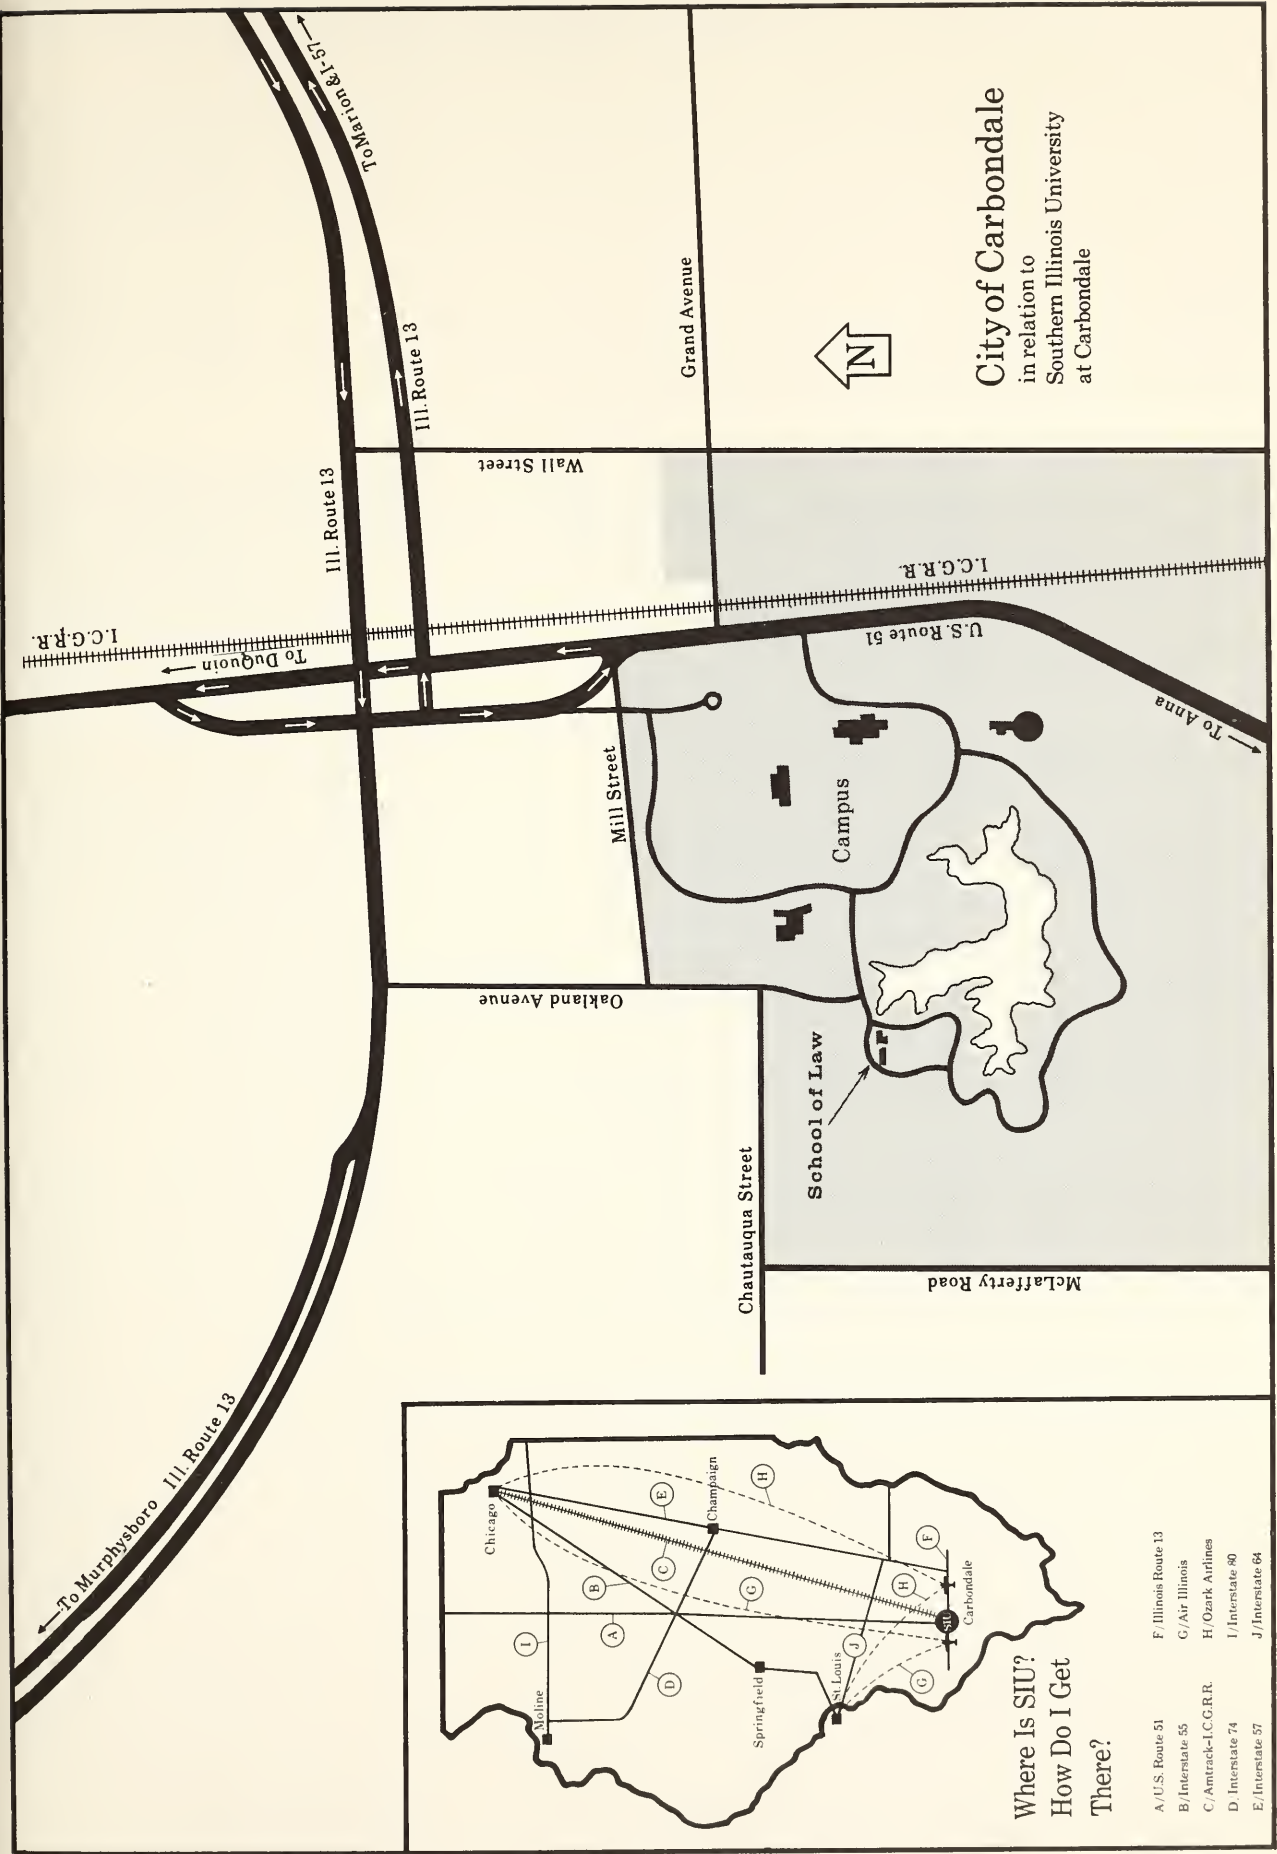 City of Carbondale
in relation to
Southern Illinois University
at Carbondale
N
To Murphysboro
Ill. Route 13
Ill. Route 13
Ill. Route 13
To Marion & I-57
I.C.G.R.R.
To DuQuoin
Wall Street
Grand Avenue
Oakland Avenue
Mill Street
Chautauqua Street
School of Law
Campus
I.C.G.R.R.
U.S. Route 51
To Anna
McLafferty Road
Chicago
Moline
Champaign
Springfield
St. Louis
Carbondale
SIU
I
A
B
C
E
D
G
H
J
H
F
G
Where Is SIU?
How Do I Get
There?
A/U.S. Route 51
B/Interstate 55
C/Amtrack-I.C.G.R.R.
D. Interstate 74
E/Interstate 57
F/Illinois Route 13
G/Air Illinois
H/Ozark Airlines
I/Interstate 80
J/Interstate 64